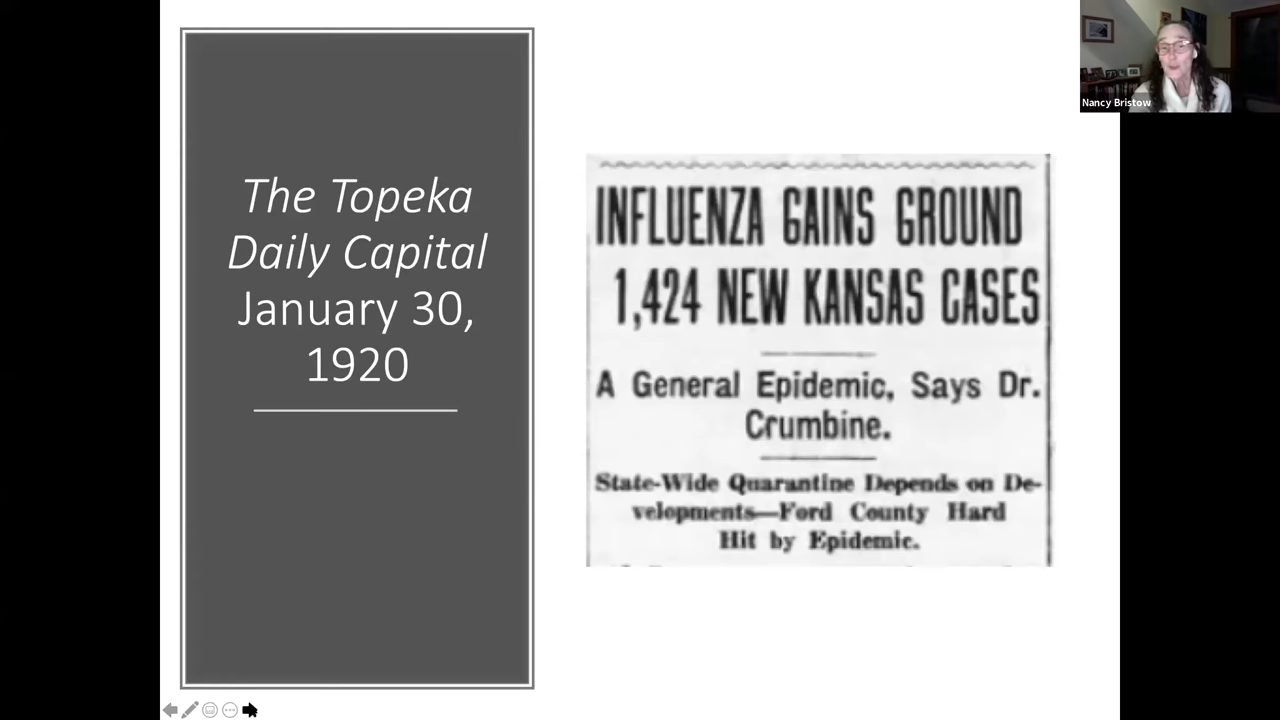 The Topeka
Daily Capital
January 30,
1920
INFLUENZA GAINS GROUND
1,424 NEW KANSAS CASES
A General Epidemic, Says Dr.
Crumbine.
State-Wide Quarantine Depends on De-
velopments—Ford County Hard
Hit by Epidemic.
Nancy Bristow